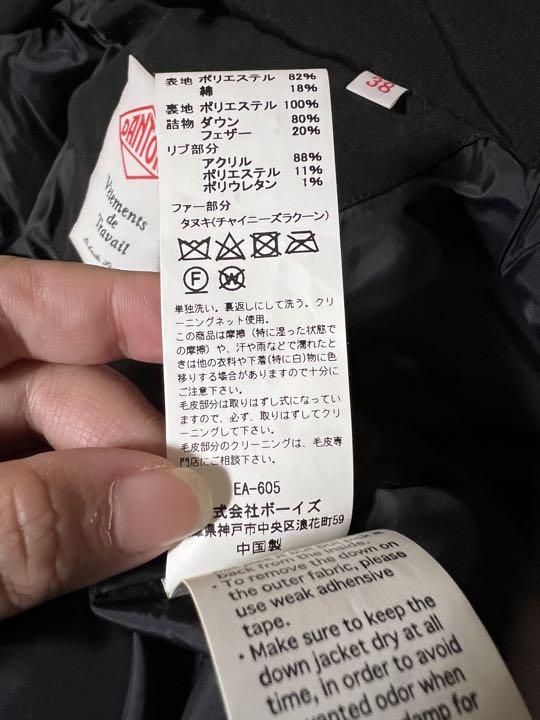 38
DANTON
Vêtements
de
Travail
表地 ポリエステル 82%
綿 18%
裏地 ポリエステル 100%
詰物 ダウン 80%
フェザー 20%
リブ部分
アクリル 88%
ポリエステル 11%
ポリウレタン 1%
ファー部分
タヌキ(チャイニーズラクーン)
F
W
単独洗い。裏返しにして洗う。クリ
ーニングネット使用。
この商品は摩擦(特に湿った状態で
の摩擦)や、汗や雨などで濡れたと
きは他の衣料や下着(特に白)物に色
移りする場合がありますので十分に
ご注意下さい。
毛皮部分は取りはずし式になってい
ますので、必ず、取りはずしてクリ
ーニングして下さい。
毛皮部分のクリーニングは、毛皮専
門店にご相談下さい。
EA-605
式会社ボーイズ
県神戸市中央区浪花町59
中国製
back from one
• To remove the down on
the outer fabric, please
use weak adhensive
tape.
• Make sure to keep the
down jacket dry at all
time, in order to avoid
wanted odor when
damp for